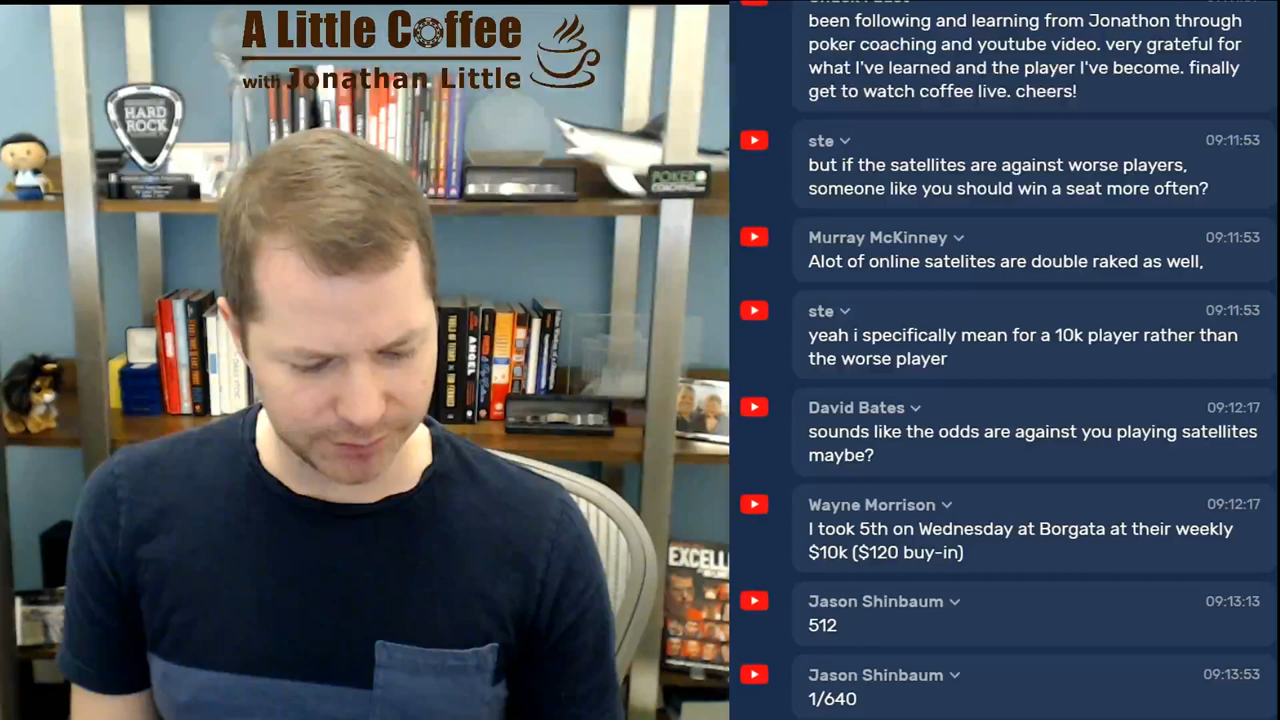 A Little Coffee
with Jonathan Little
HARD
ROCK
POKER
COACHING
ANGEL
EXCELL
been following and learning from Jonathon through
poker coaching and youtube video. very grateful for
what I've learned and the player I've become. finally
get to watch coffee live. cheers!
ste 09:11:53
but if the satellites are against worse players,
someone like you should win a seat more often?
Murray McKinney 09:11:53
Alot of online satelites are double raked as well,
ste 09:11:53
yeah i specifically mean for a 10k player rather than
the worse player
David Bates 09:12:17
sounds like the odds are against you playing satellites
maybe?
Wayne Morrison 09:12:17
I took 5th on Wednesday at Borgata at their weekly
$10k ($120 buy-in)
Jason Shinbaum 09:13:13
512
Jason Shinbaum 09:13:53
1/640